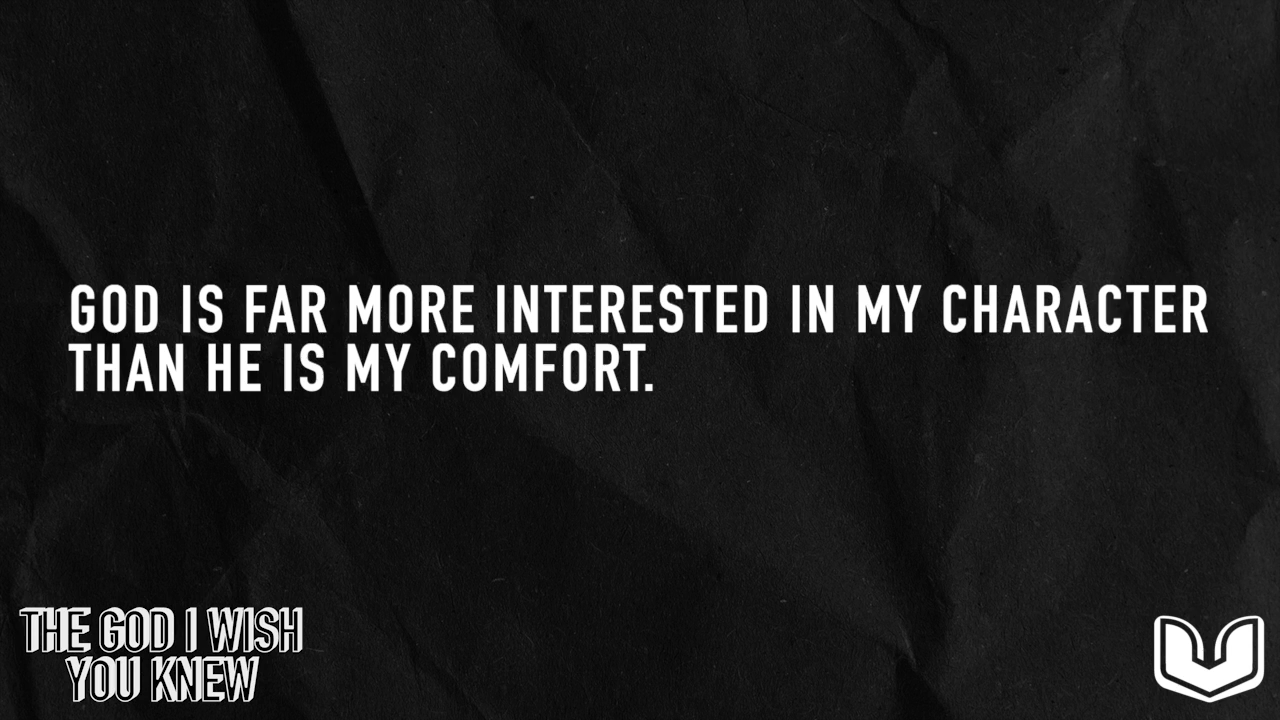 GOD IS FAR MORE INTERESTED IN MY CHARACTER
THAN HE IS MY COMFORT.
THE GOD I WISH
YOU KNEW